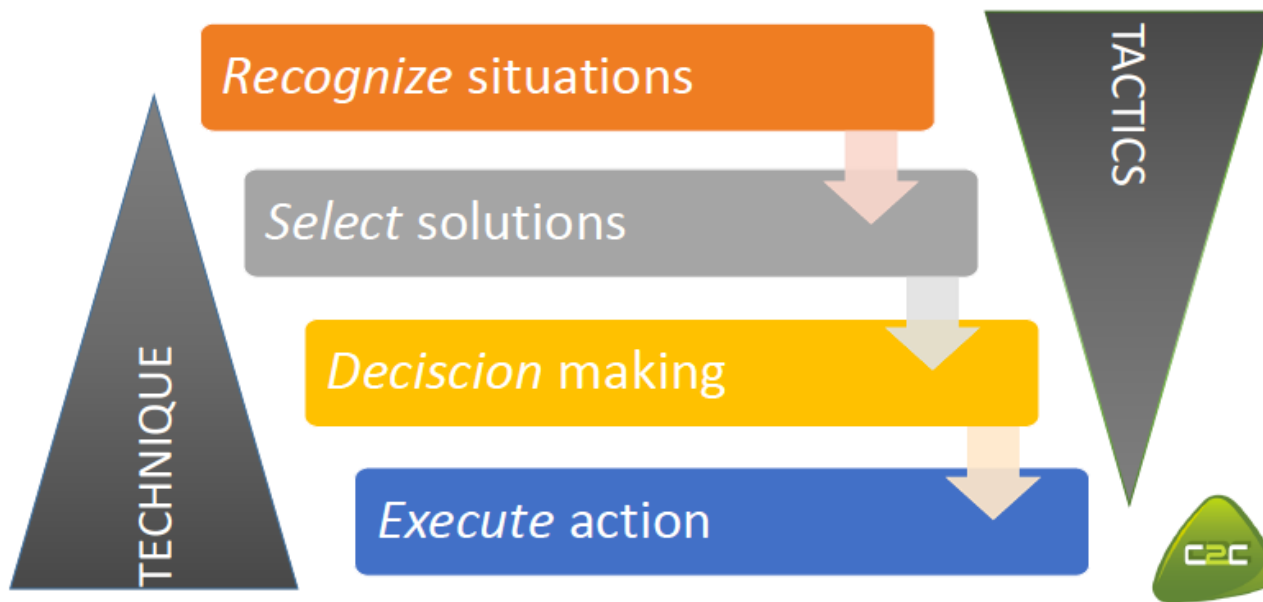 Recognize situations
TACTICS
Select solutions
Deciscion making
TECHNIQUE
Execute action
C2C